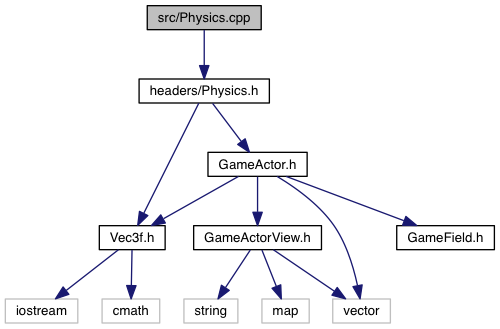 src/Physics.cpp
headers/Physics.h
GameActor.h
Vec3f.h
GameActorView.h
GameField.h
iostream
cmath
string
map
vector